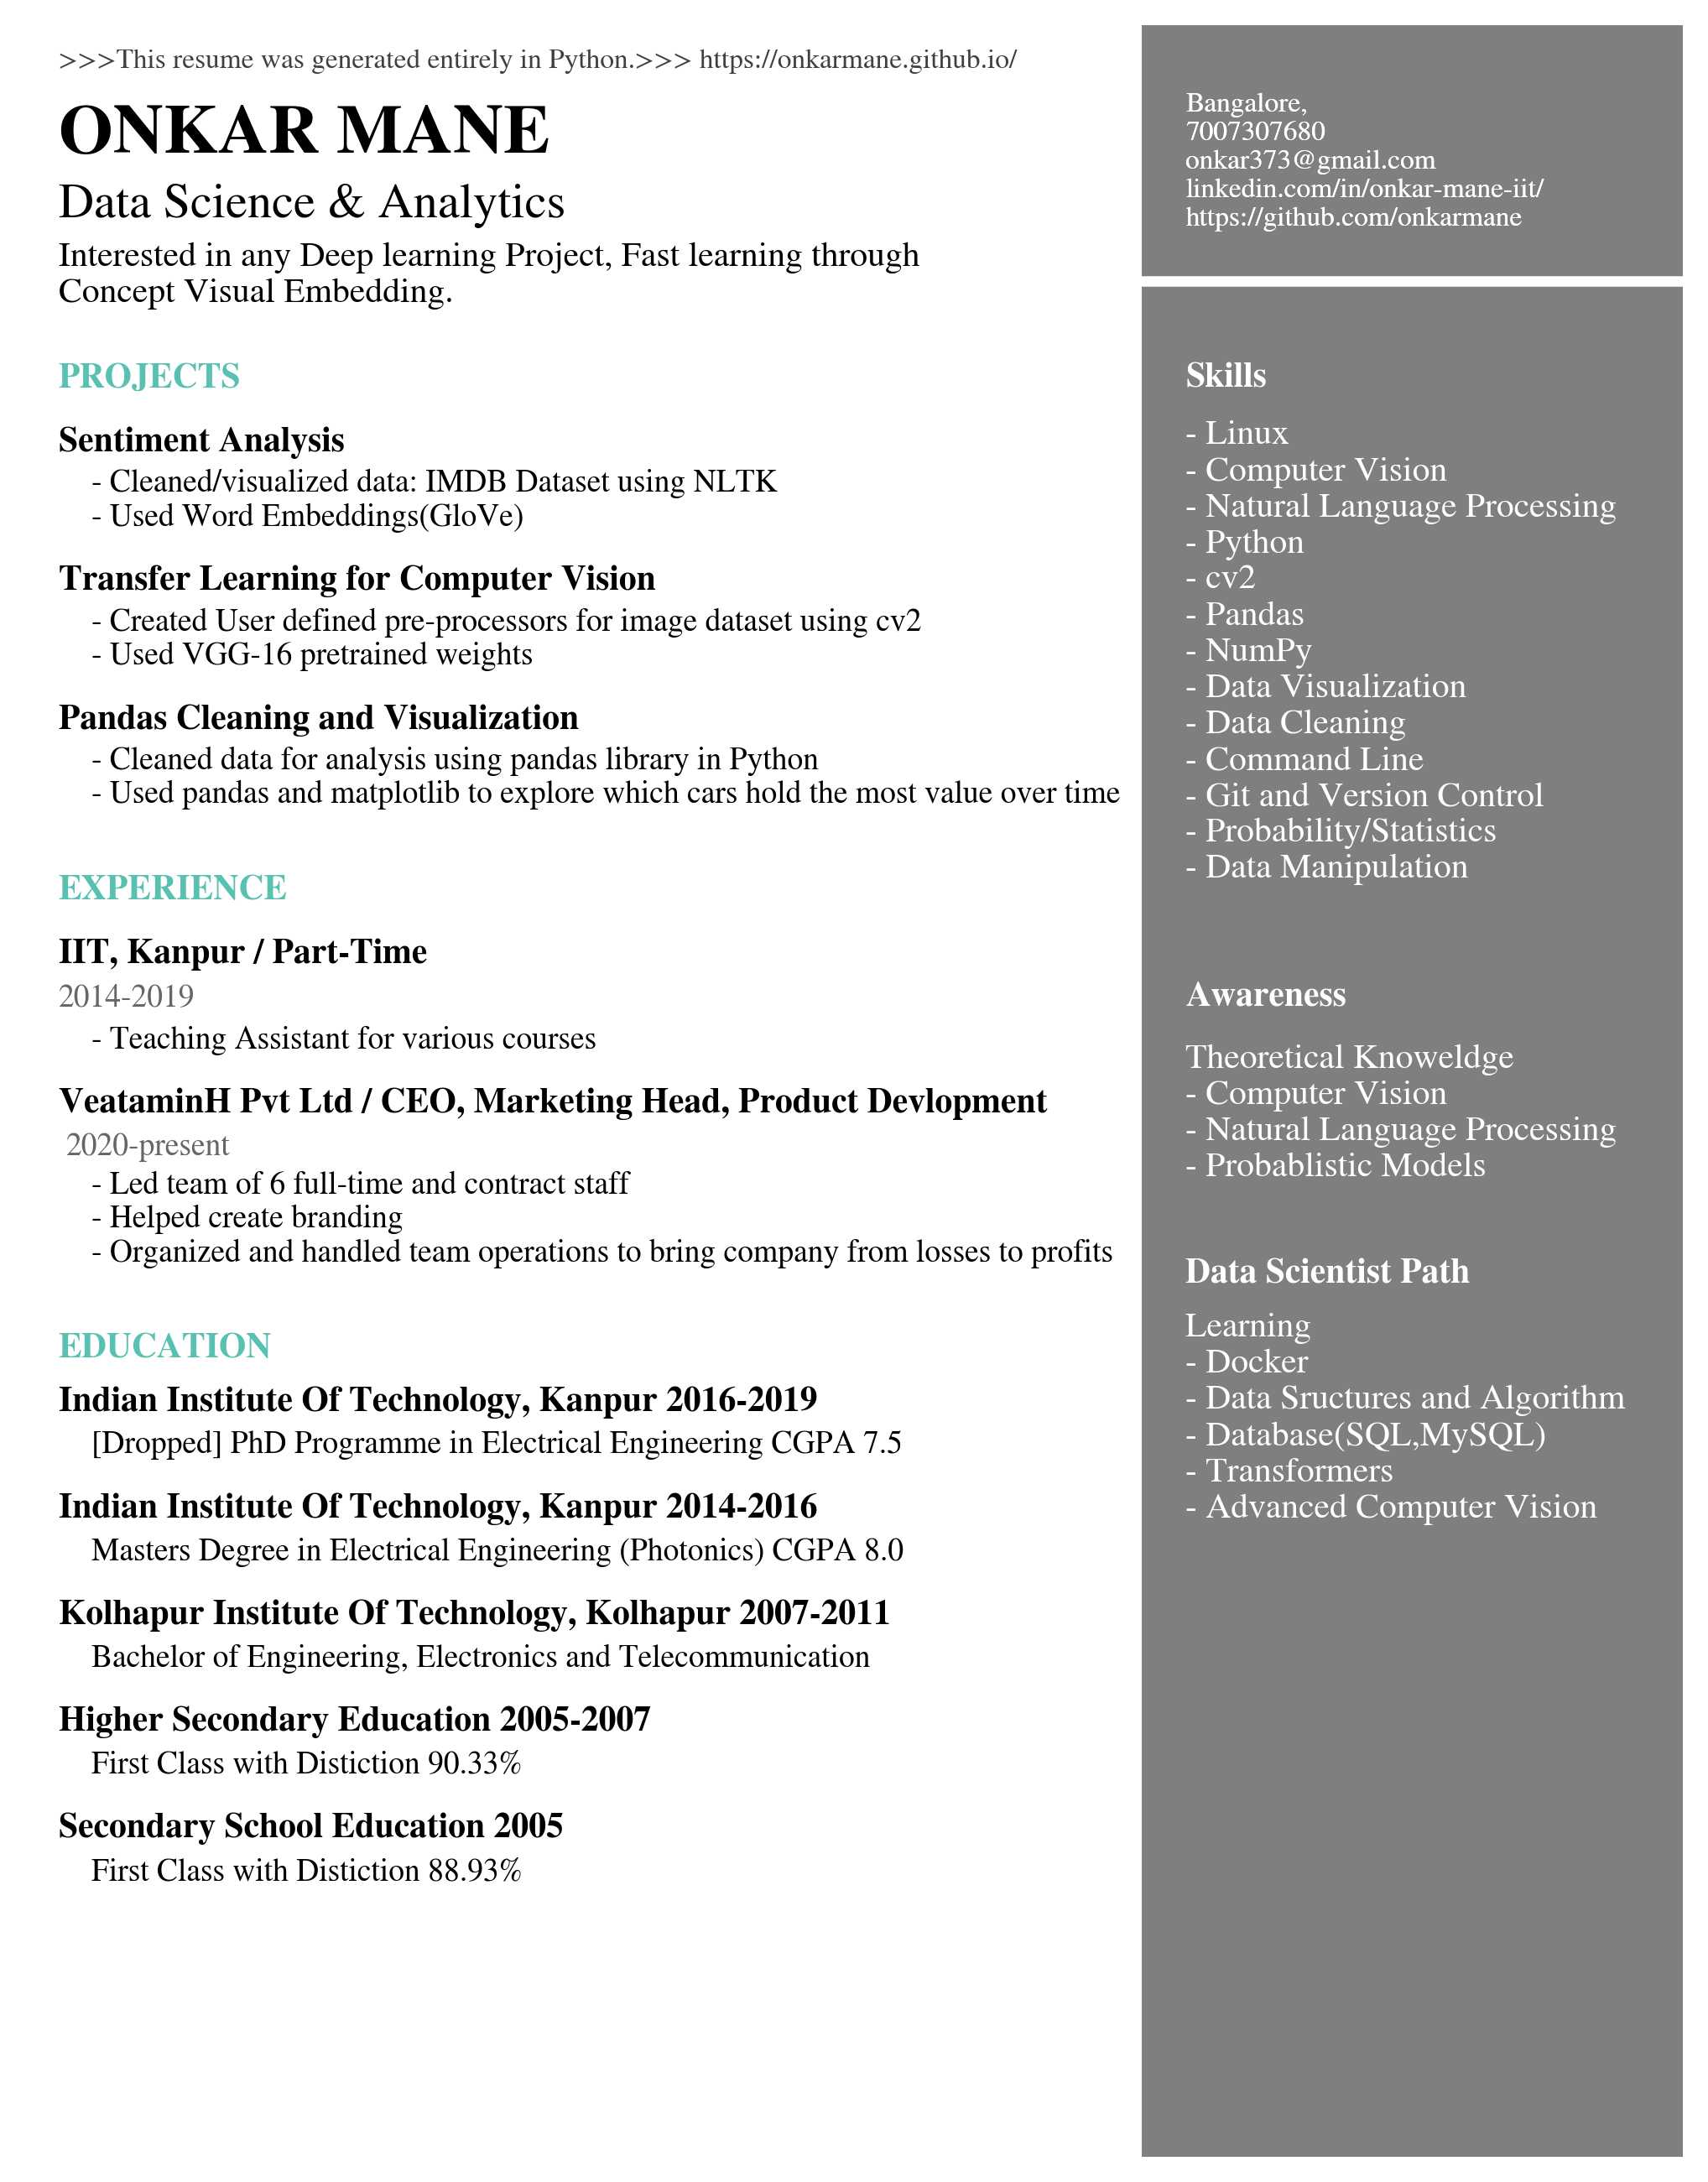 >>>This resume was generated entirely in Python.>>> https://onkarmane.github.io/
ONKAR MANE
Data Science & Analytics
Interested in any Deep learning Project, Fast learning through
Concept Visual Embedding.
PROJECTS
Sentiment Analysis
- Cleaned/visualized data: IMDB Dataset using NLTK
- Used Word Embeddings(GloVe)
Transfer Learning for Computer Vision
- Created User defined pre-processors for image dataset using cv2
- Used VGG-16 pretrained weights
Pandas Cleaning and Visualization
- Cleaned data for analysis using pandas library in Python
- Used pandas and matplotlib to explore which cars hold the most value over time
EXPERIENCE
IIT, Kanpur / Part-Time
2014-2019
- Teaching Assistant for various courses
VeataminH Pvt Ltd / CEO, Marketing Head, Product Devlopment
2020-present
- Led team of 6 full-time and contract staff
- Helped create branding
- Organized and handled team operations to bring company from losses to profits
EDUCATION
Indian Institute Of Technology, Kanpur 2016-2019
[Dropped] PhD Programme in Electrical Engineering CGPA 7.5
Indian Institute Of Technology, Kanpur 2014-2016
Masters Degree in Electrical Engineering (Photonics) CGPA 8.0
Kolhapur Institute Of Technology, Kolhapur 2007-2011
Bachelor of Engineering, Electronics and Telecommunication
Higher Secondary Education 2005-2007
First Class with Distiction 90.33%
Secondary School Education 2005
First Class with Distiction 88.93%
Bangalore,
7007307680
onkar373@gmail.com
linkedin.com/in/onkar-mane-iit/
https://github.com/onkarmane
Skills
- Linux
- Computer Vision
- Natural Language Processing
- Python
- cv2
- Pandas
- NumPy
- Data Visualization
- Data Cleaning
- Command Line
- Git and Version Control
- Probability/Statistics
- Data Manipulation
Awareness
Theoretical Knoweldge
- Computer Vision
- Natural Language Processing
- Probablistic Models
Data Scientist Path
Learning
- Docker
- Data Sructures and Algorithm
- Database(SQL,MySQL)
- Transformers
- Advanced Computer Vision